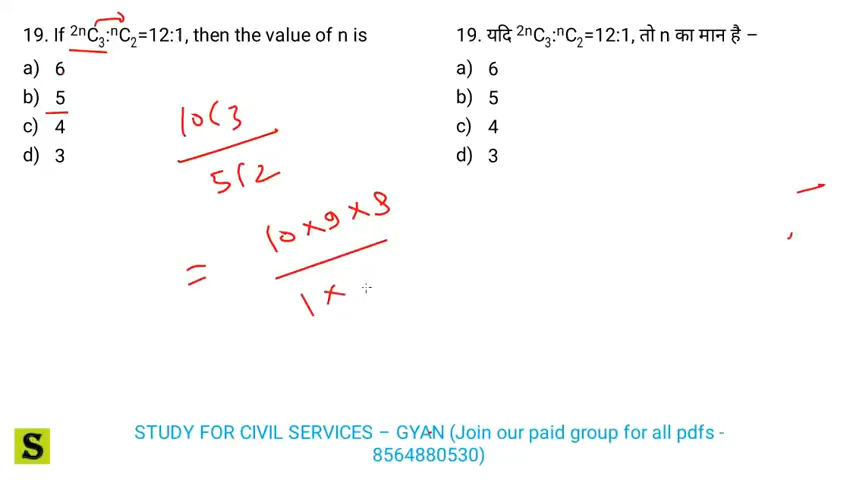 19. If ²ⁿC₃:ⁿC₂=12:1, then the value of n is
a) 6
b) 5
c) 4
d) 3
10C3
5C2
= 10×9×8
1×
19. यदि ²ⁿC₃:ⁿC₂=12:1, तो n का मान है –
a) 6
b) 5
c) 4
d) 3
S
STUDY FOR CIVIL SERVICES – GYAN (Join our paid group for all pdfs -
8564880530)